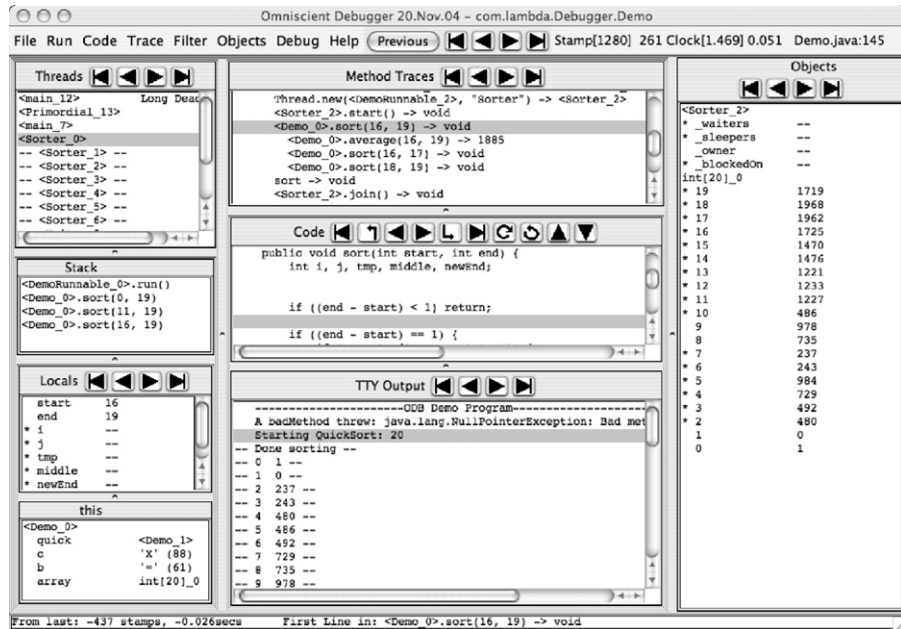 Omniscient Debugger 20.Nov.04 – com.lambda.Debugger.Demo
File Run Code Trace Filter Objects Debug Help Previous Stamp[1280] 261 Clock[1.469] 0.051 Demo.java:145
Threads
<main_12> Long Dead
<Primordial_13>
<main_7>
<Sorter_0>
-- <Sorter_1> --
-- <Sorter_2> --
-- <Sorter_3> --
-- <Sorter_4> --
-- <Sorter_5> --
-- <Sorter_6> --
Stack
<DemoRunnable_0>.run()
<Demo_0>.sort(0, 19)
<Demo_0>.sort(11, 19)
<Demo_0>.sort(16, 19)
Locals
start 16
end 19
* i --
* j --
* tmp --
* middle --
* newEnd --
this
<Demo_0>
quick <Demo_1>
c 'X' (88)
b '=' (61)
array int[20]_0
Method Traces
Thread.new(<DemoRunnable_2>, "Sorter") -> <Sorter_2>
<Sorter_2>.start() -> void
<Demo_0>.sort(16, 19) -> void
<Demo_0>.average(16, 19) -> 1885
<Demo_0>.sort(16, 17) -> void
<Demo_0>.sort(18, 19) -> void
sort -> void
<Sorter_2>.join() -> void
Code
public void sort(int start, int end) {
int i, j, tmp, middle, newEnd;
if ((end - start) < 1) return;
if ((end - start) == 1) {
TTY Output
----------------------ODB Demo Program--------------------
A badMethod threw: java.lang.NullPointerException: Bad met
Starting QuickSort: 20
-- Done sorting --
-- 0 1 --
-- 1 0 --
-- 2 237 --
-- 3 243 --
-- 4 480 --
-- 5 486 --
-- 6 492 --
-- 7 729 --
-- 8 735 --
-- 9 978 --
Objects
<Sorter_2>
* _waiters --
* _sleepers --
_owner --
* _blockedOn --
int[20]_0
* 19 1719
* 18 1968
* 17 1962
* 16 1725
* 15 1470
* 14 1476
* 13 1221
* 12 1233
* 11 1227
* 10 486
9 978
8 735
* 7 237
* 6 243
* 5 984
* 4 729
* 3 492
* 2 480
1 0
0 1
From last: -437 stamps, -0.026secs First Line in: <Demo_0>.sort(16, 19) -> void